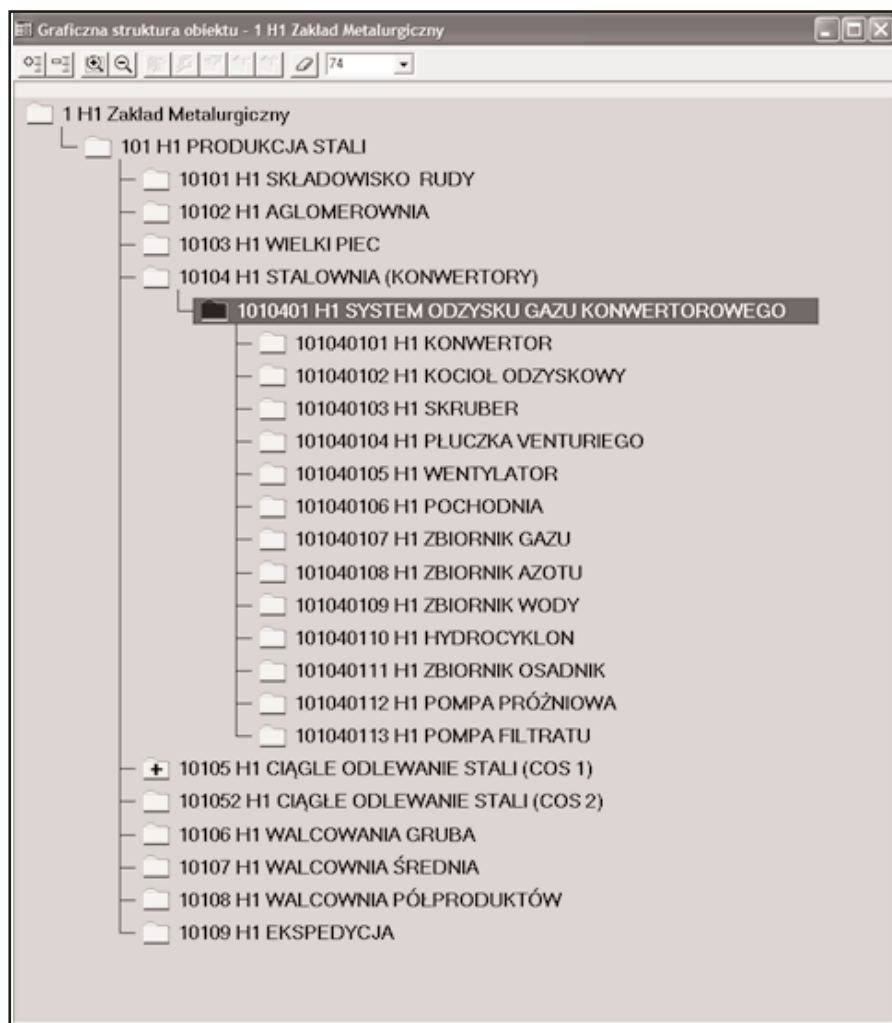 Graficzna struktura obiektu - 1 H1 Zakład Metalurgiczny
74
1 H1 Zakład Metalurgiczny
101 H1 PRODUKCJA STALI
10101 H1 SKŁADOWISKO RUDY
10102 H1 AGLOMEROWNIA
10103 H1 WIELKI PIEC
10104 H1 STALOWNIA (KONWERTORY)
1010401 H1 SYSTEM ODZYSKU GAZU KONWERTOROWEGO
101040101 H1 KONWERTOR
101040102 H1 KOCIOŁ ODZYSKOWY
101040103 H1 SKRUBER
101040104 H1 PŁUCZKA VENTURIEGO
101040105 H1 WENTYLATOR
101040106 H1 POCHODNIA
101040107 H1 ZBIORNIK GAZU
101040108 H1 ZBIORNIK AZOTU
101040109 H1 ZBIORNIK WODY
101040110 H1 HYDROCYKLON
101040111 H1 ZBIORNIK OSADNIK
101040112 H1 POMPA PRÓŻNIOWA
101040113 H1 POMPA FILTRATU
10105 H1 CIĄGLE ODLEWANIE STALI (COS 1)
101052 H1 CIĄGŁE ODLEWANIE STALI (COS 2)
10106 H1 WALCOWANIA GRUBA
10107 H1 WALCOWNIA ŚREDNIA
10108 H1 WALCOWNIA PÓŁPRODUKTÓW
10109 H1 EKSPEDYCJA